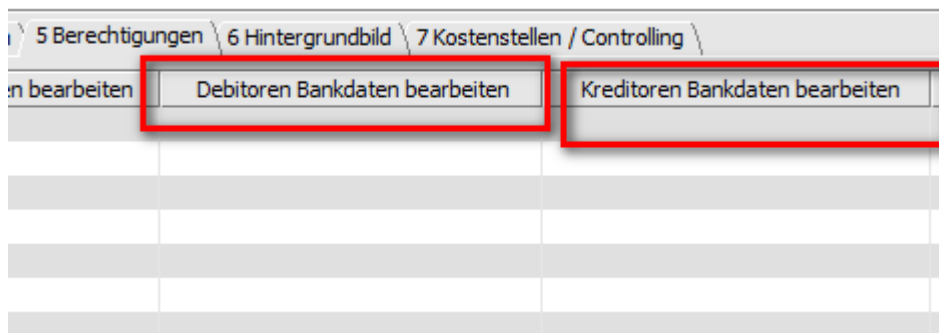 5 Berechtigungen 6 Hintergrundbild 7 Kostenstellen / Controlling
bearbeiten Debitoren Bankdaten bearbeiten Kreditoren Bankdaten bearbeiten